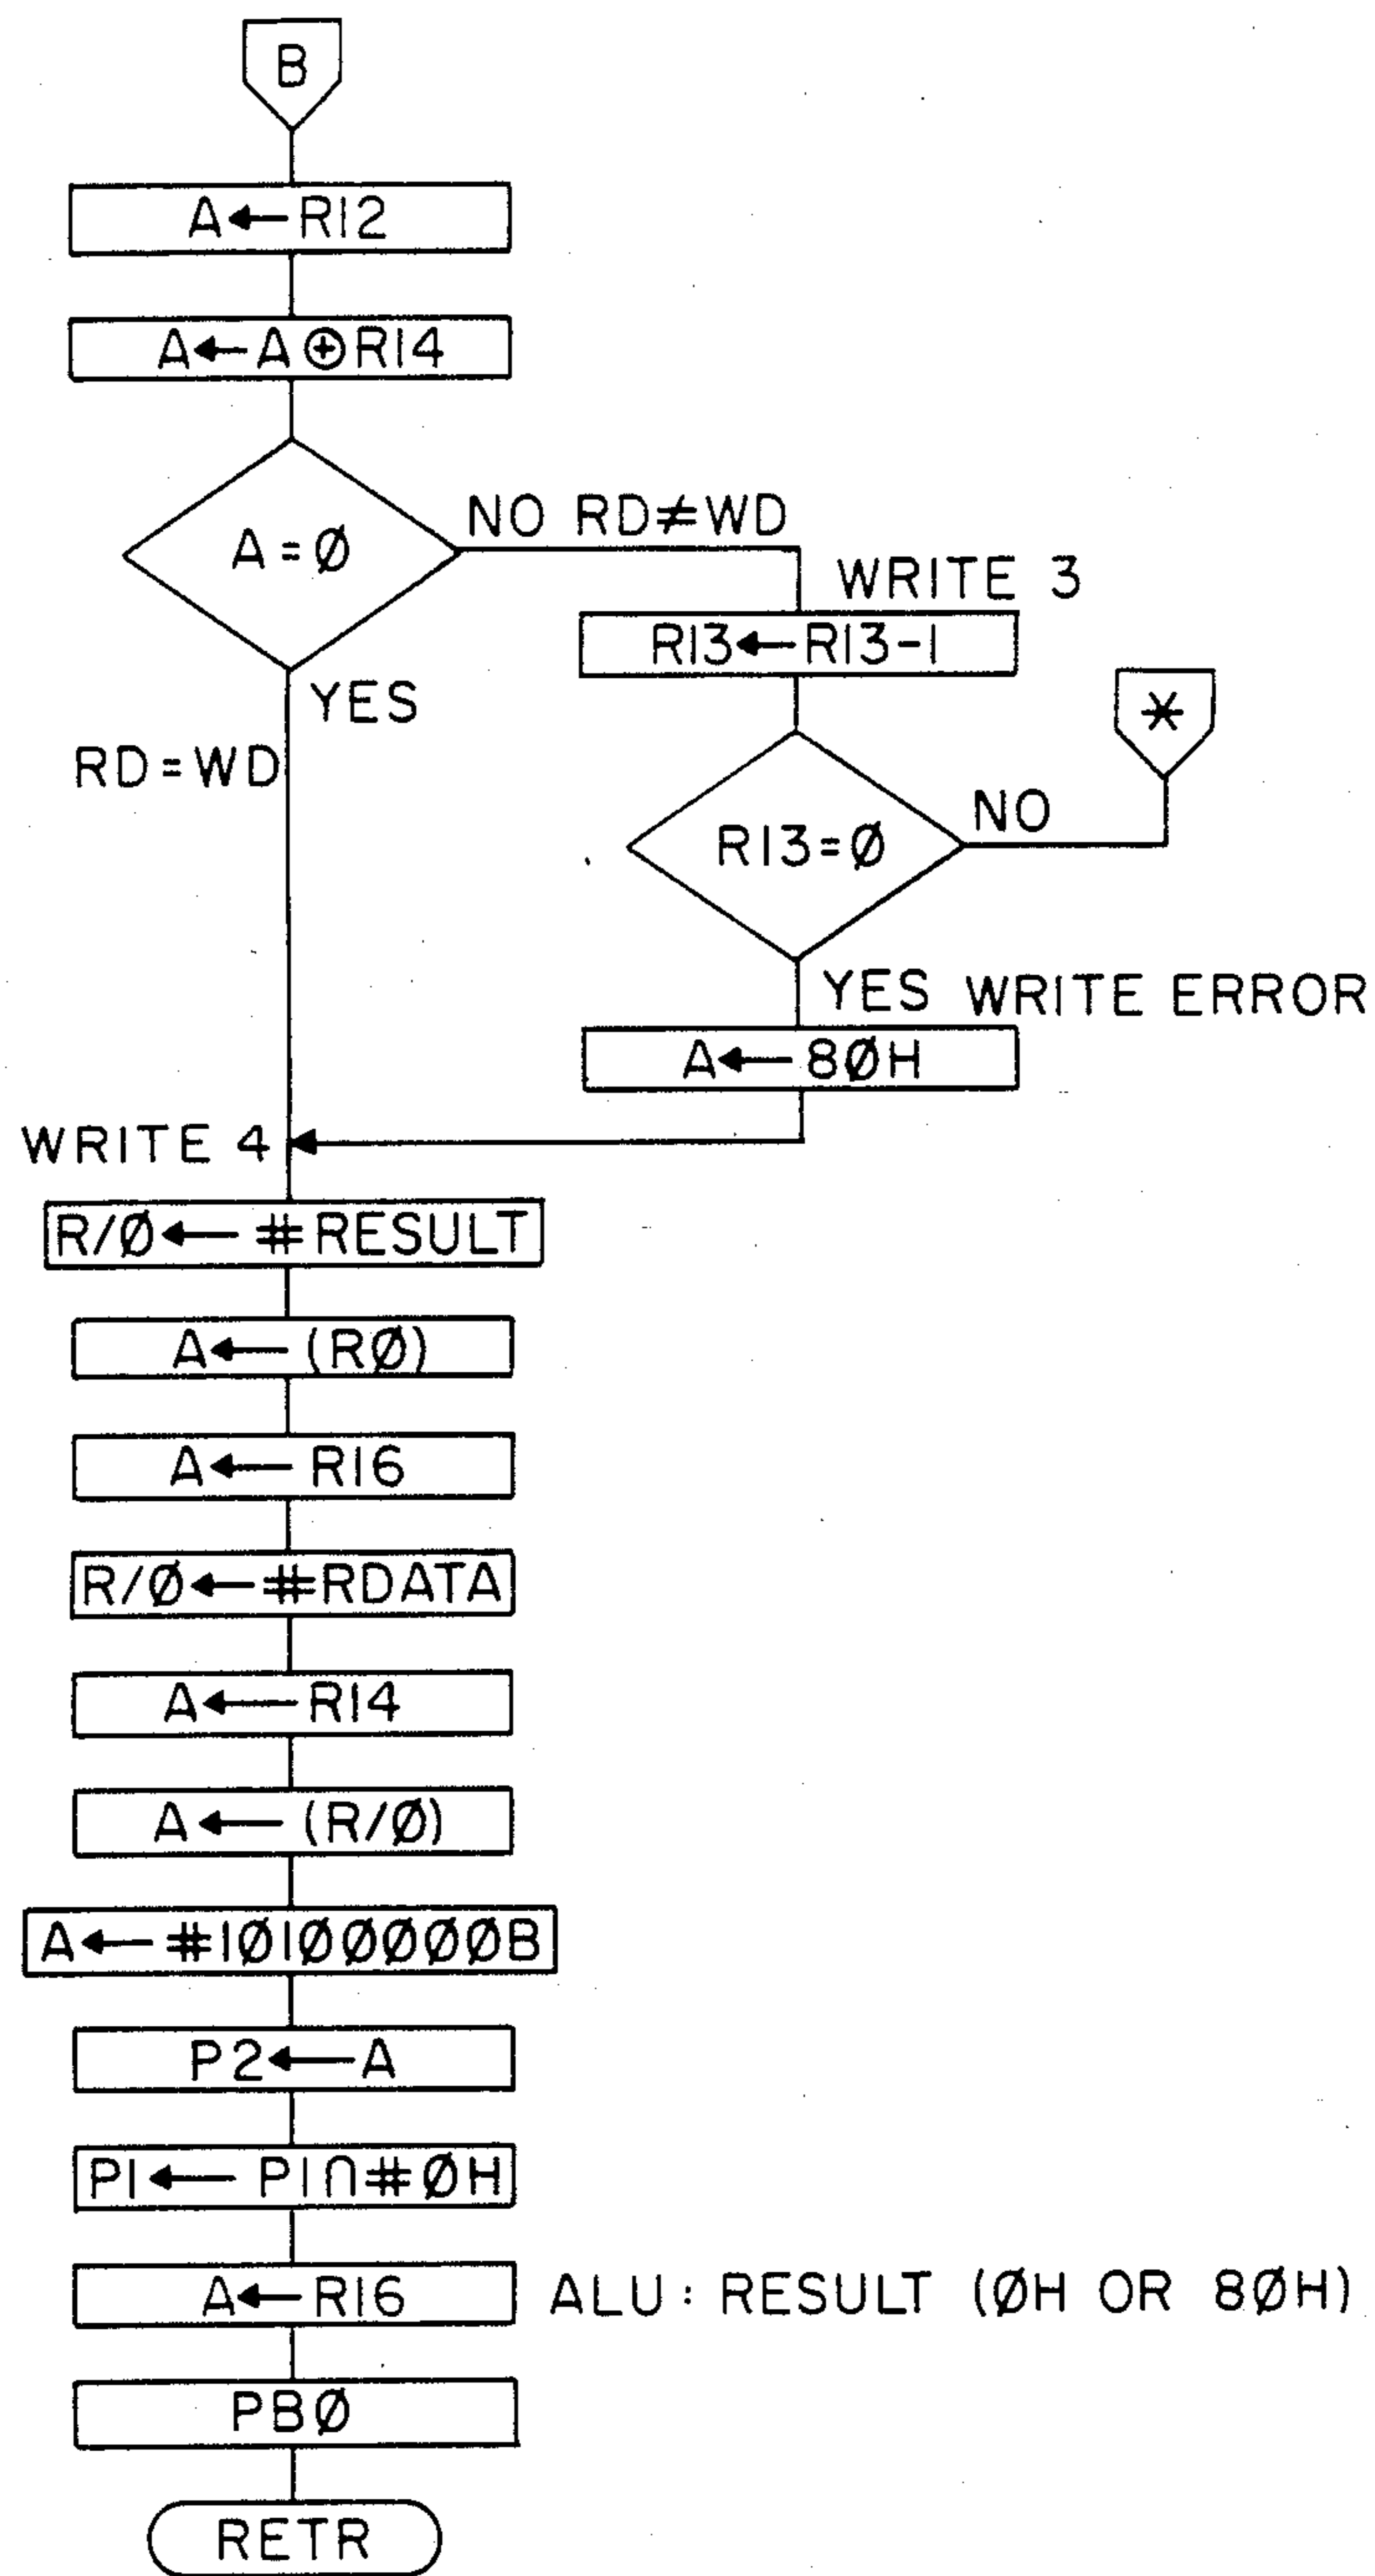 B
A←R12
A←A⊕R14
A=Ø
NO RD≠WD
WRITE 3
R13←R13-1
YES
RD=WD
*
R13=Ø
NO
YES WRITE ERROR
A←8ØH
WRITE 4
R/Ø←#RESULT
A←(RØ)
A←R16
R/Ø←#RDATA
A←R14
A←(R/Ø)
A←#1Ø1ØØØØØB
P2←A
P1←P1∩#ØH
A←R16 ALU: RESULT (ØH OR 8ØH)
PBØ
RETR